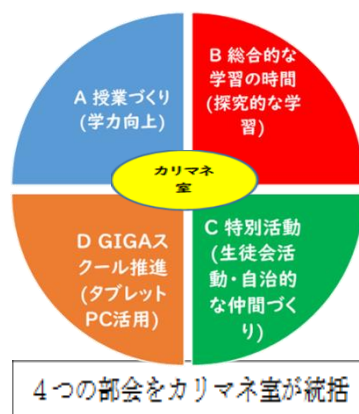 A 授業づくり
(学力向上)
B 総合的な
学習の時間
(探究的な学
習)
カリマネ
室
D GIGAス
クール推進
(タブレット
PC活用)
C 特別活動
(生徒会活
動・自治的
な仲間づく
り)
4つの部会をカリマネ室が統括